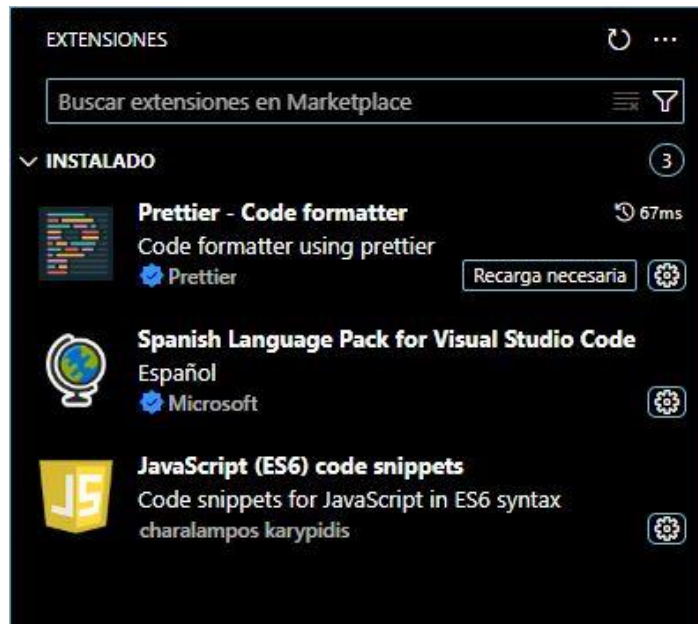 EXTENSIONES
Buscar extensiones en Marketplace
INSTALADO 3
Prettier - Code formatter 67ms
Code formatter using prettier
Prettier Recarga necesaria
Spanish Language Pack for Visual Studio Code
Español
Microsoft
JS
JavaScript (ES6) code snippets
Code snippets for JavaScript in ES6 syntax
charalampos karypidis